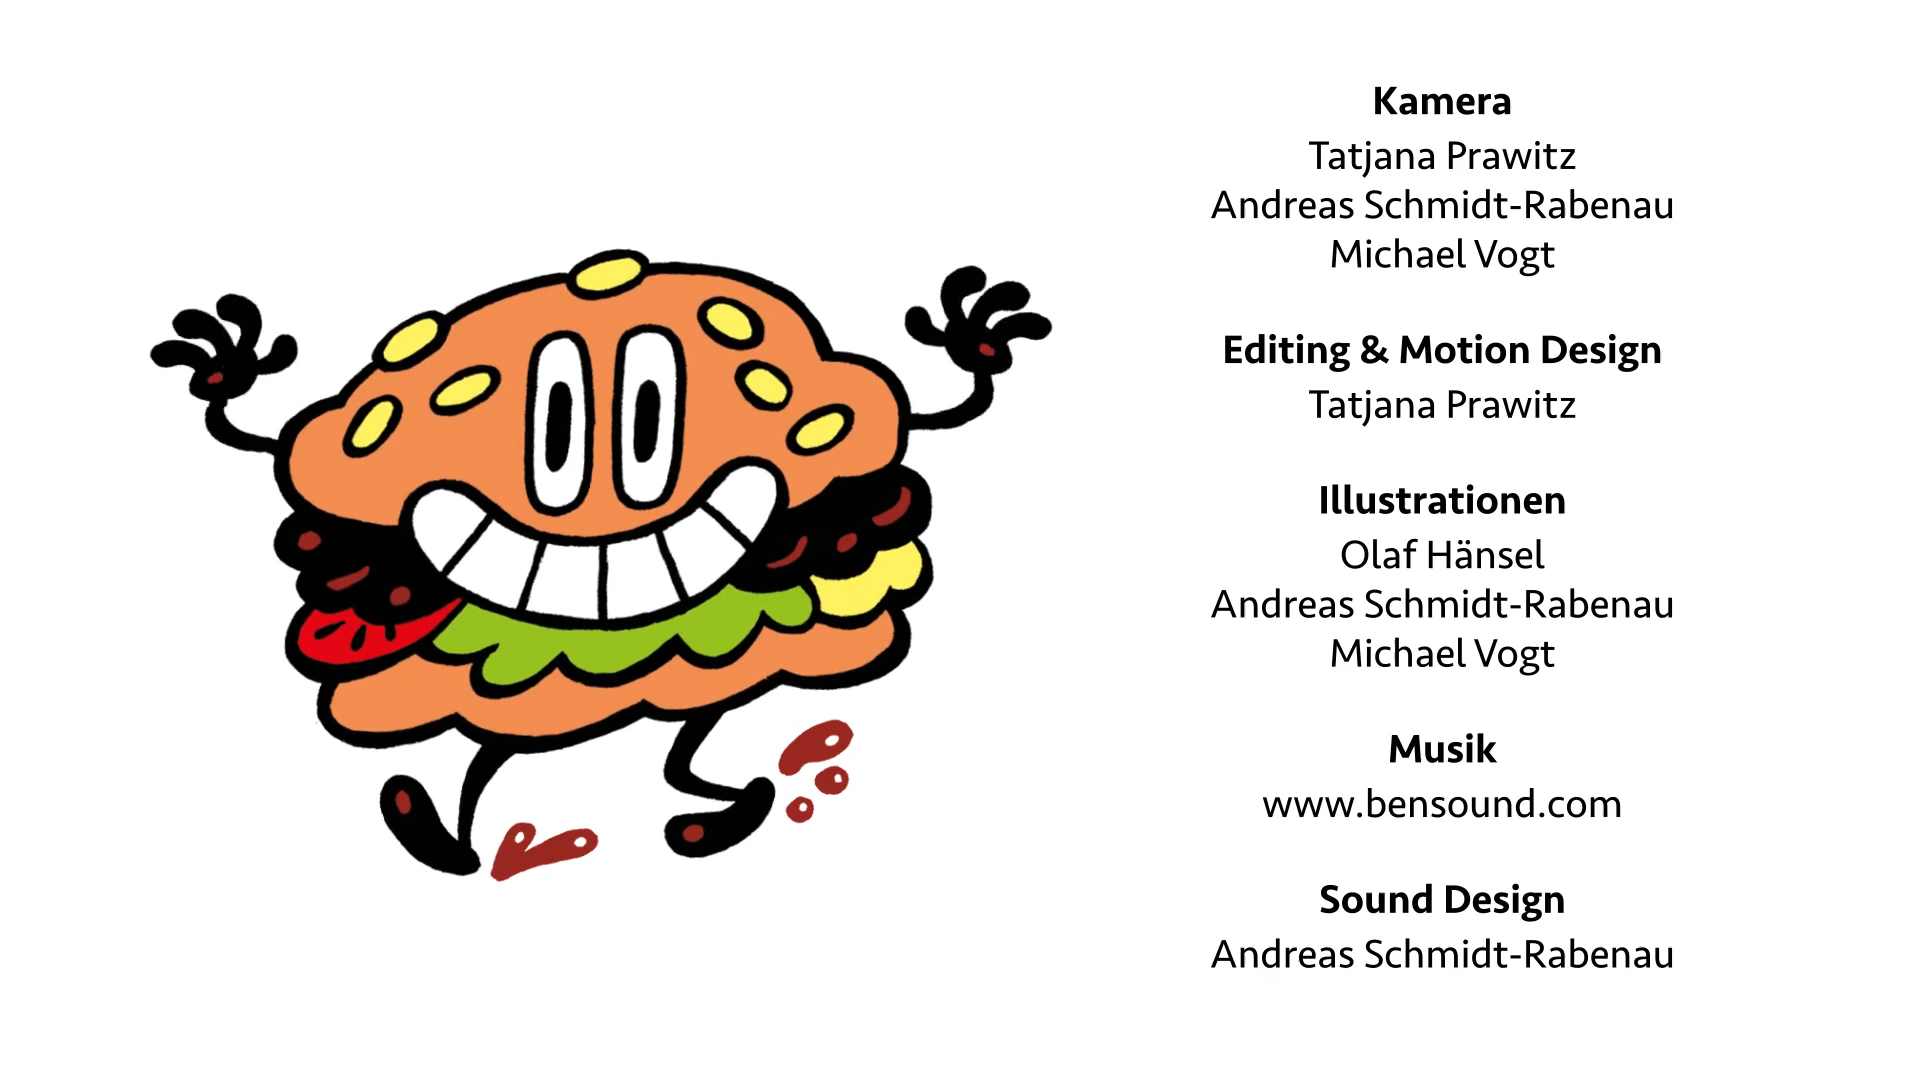 Kamera
Tatjana Prawitz
Andreas Schmidt-Rabenau
Michael Vogt
Editing & Motion Design
Tatjana Prawitz
Illustrationen
Olaf Hänsel
Andreas Schmidt-Rabenau
Michael Vogt
Musik
www.bensound.com
Sound Design
Andreas Schmidt-Rabenau